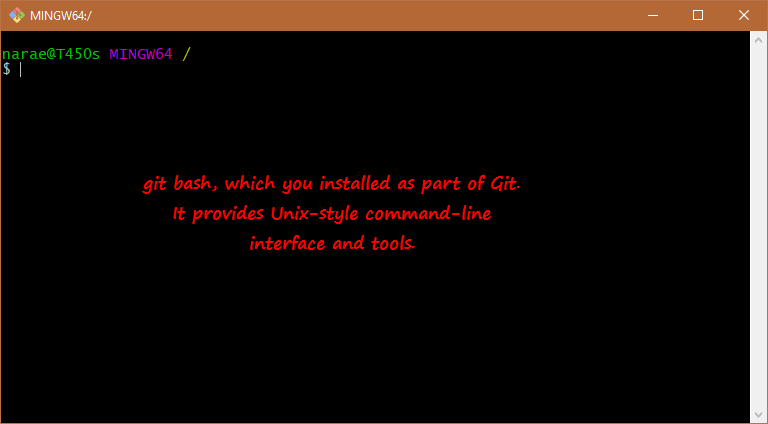 MINGW64:/
narae@T450s MINGW64 /
$
git bash, which you installed as part of Git.
It provides Unix-style command-line
interface and tools.